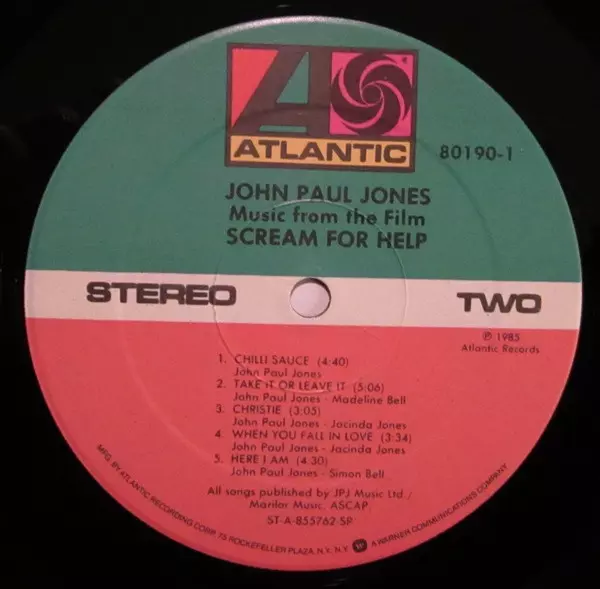 ATLANTIC
80190-1
JOHN PAUL JONES
Music from the Film
SCREAM FOR HELP
STEREO
TWO
℗ 1985
Atlantic Records
1. CHILLI SAUCE (4:40)
John Paul Jones
2. TAKE IT OR LEAVE IT (5:06)
John Paul Jones - Madeline Bell
3. CHRISTIE (3:05)
John Paul Jones - Jacinda Jones
4. WHEN YOU FALL IN LOVE (3:34)
John Paul Jones - Jacinda Jones
5. HERE I AM (4:30)
John Paul Jones - Simon Bell
All songs published by JPJ Music Ltd./
Marilor Music, ASCAP
ST-A-855762 SP
MFG. BY ATLANTIC RECORDING CORP. 75 ROCKEFELLER PLAZA, N.Y. N.Y. A WARNER COMMUNICATIONS COMPANY